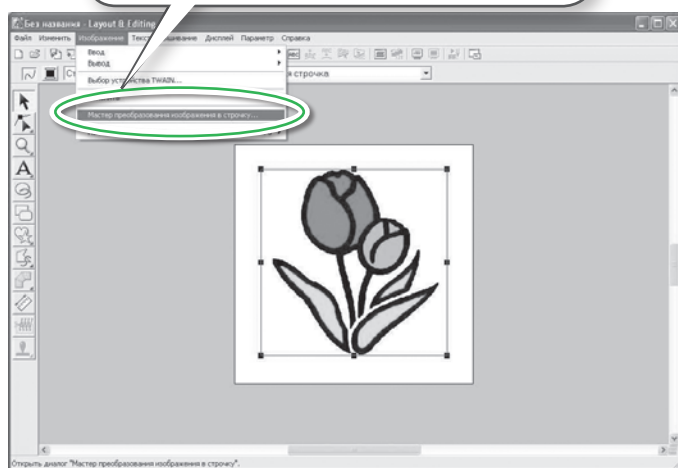 Без названия - Layout & Editing
Файл Изменить Изображение Текст Дисплей Параметр Справка
Ввод
Вывод
Выбор устройства TWAIN...
Мастер преобразования изображения в строчку...
строчка
A
Открыть диалог "Мастер преобразования изображения в строчку".